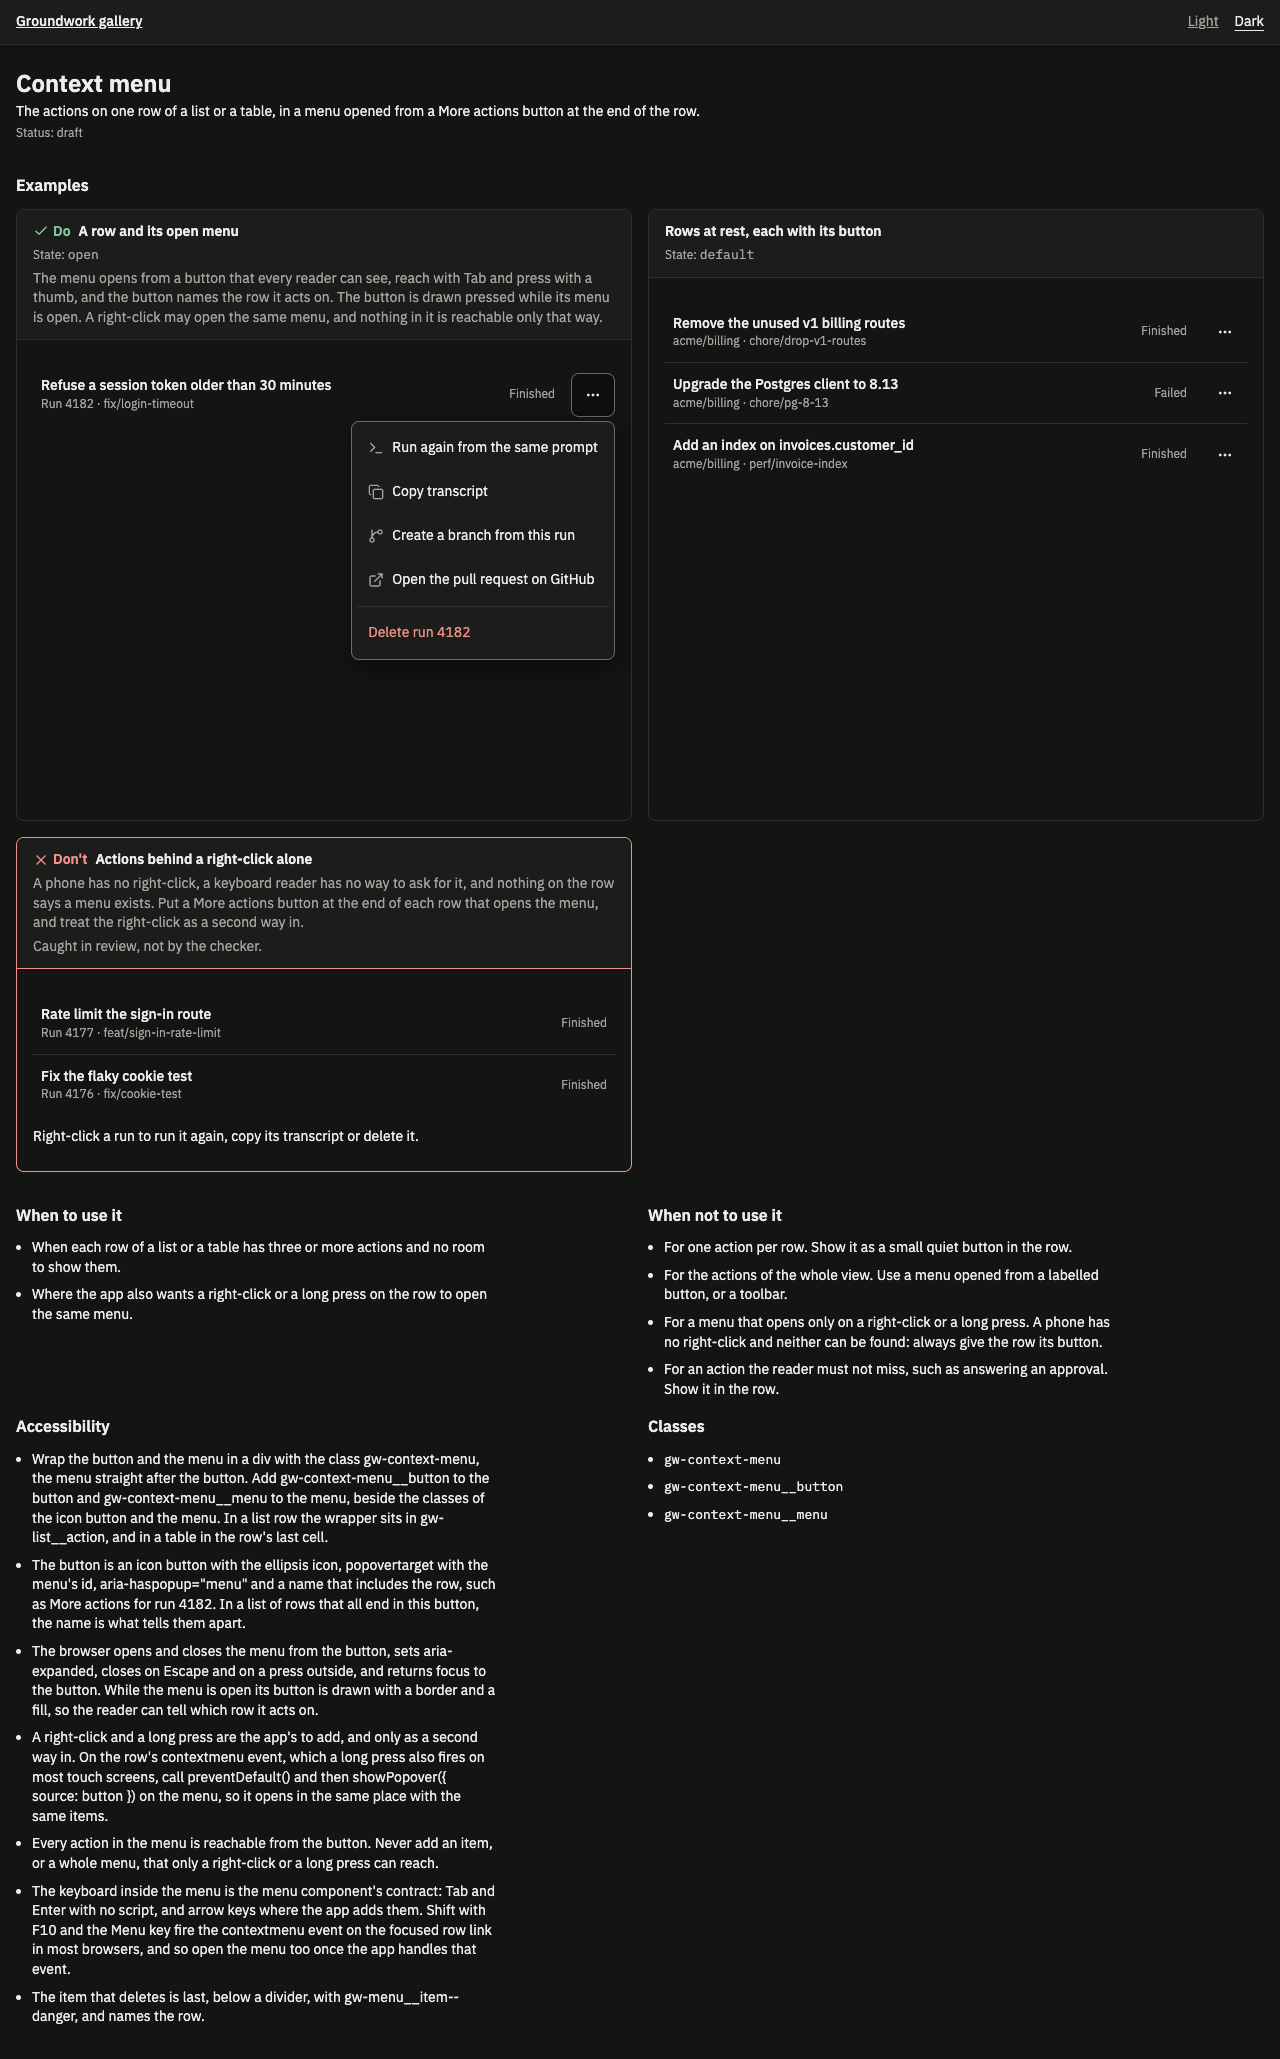 Groundwork gallery
Light
Dark
Context menu
The actions on one row of a list or a table, in a menu opened from a More actions button at the end of the row.
Status: draft
Examples
Do A row and its open menu
State: open
The menu opens from a button that every reader can see, reach with Tab and press with a
thumb, and the button names the row it acts on. The button is drawn pressed while its menu
is open. A right-click may open the same menu, and nothing in it is reachable only that way.
Refuse a session token older than 30 minutes
Run 4182 · fix/login-timeout
Finished
Run again from the same prompt
Copy transcript
Create a branch from this run
Open the pull request on GitHub
Delete run 4182
Rows at rest, each with its button
State: default
Remove the unused v1 billing routes
acme/billing · chore/drop-v1-routes
Finished
Upgrade the Postgres client to 8.13
acme/billing · chore/pg-8-13
Failed
Add an index on invoices.customer_id
acme/billing · perf/invoice-index
Finished
Don't Actions behind a right-click alone
A phone has no right-click, a keyboard reader has no way to ask for it, and nothing on the row
says a menu exists. Put a More actions button at the end of each row that opens the menu,
and treat the right-click as a second way in.
Caught in review, not by the checker.
Rate limit the sign-in route
Run 4177 · feat/sign-in-rate-limit
Finished
Fix the flaky cookie test
Run 4176 · fix/cookie-test
Finished
Right-click a run to run it again, copy its transcript or delete it.
When to use it
• When each row of a list or a table has three or more actions and no room
to show them.
• Where the app also wants a right-click or a long press on the row to open
the same menu.
When not to use it
• For one action per row. Show it as a small quiet button in the row.
• For the actions of the whole view. Use a menu opened from a labelled
button, or a toolbar.
• For a menu that opens only on a right-click or a long press. A phone has
no right-click and neither can be found: always give the row its button.
• For an action the reader must not miss, such as answering an approval.
Show it in the row.
Accessibility
• Wrap the button and the menu in a div with the class gw-context-menu,
the menu straight after the button. Add gw-context-menu__button to the
button and gw-context-menu__menu to the menu, beside the classes of
the icon button and the menu. In a list row the wrapper sits in gw-
list__action, and in a table in the row's last cell.
• The button is an icon button with the ellipsis icon, popovertarget with the
menu's id, aria-haspopup="menu" and a name that includes the row, such
as More actions for run 4182. In a list of rows that all end in this button,
the name is what tells them apart.
• The browser opens and closes the menu from the button, sets aria-
expanded, closes on Escape and on a press outside, and returns focus to
the button. While the menu is open its button is drawn with a border and a
fill, so the reader can tell which row it acts on.
• A right-click and a long press are the app's to add, and only as a second
way in. On the row's contextmenu event, which a long press also fires on
most touch screens, call preventDefault() and then showPopover({
source: button }) on the menu, so it opens in the same place with the
same items.
• Every action in the menu is reachable from the button. Never add an item,
or a whole menu, that only a right-click or a long press can reach.
• The keyboard inside the menu is the menu component's contract: Tab and
Enter with no script, and arrow keys where the app adds them. Shift with
F10 and the Menu key fire the contextmenu event on the focused row link
in most browsers, and so open the menu too once the app handles that
event.
• The item that deletes is last, below a divider, with gw-menu__item--
danger, and names the row.
Classes
• gw-context-menu
• gw-context-menu__button
• gw-context-menu__menu